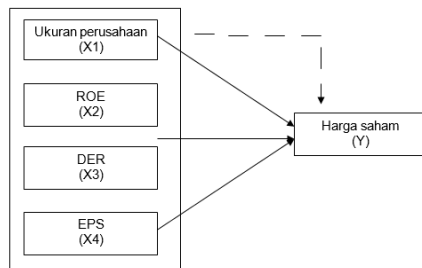 Ukuran perusahaan
(X1)
ROE
(X2)
DER
(X3)
EPS
(X4)
Harga saham
(Y)